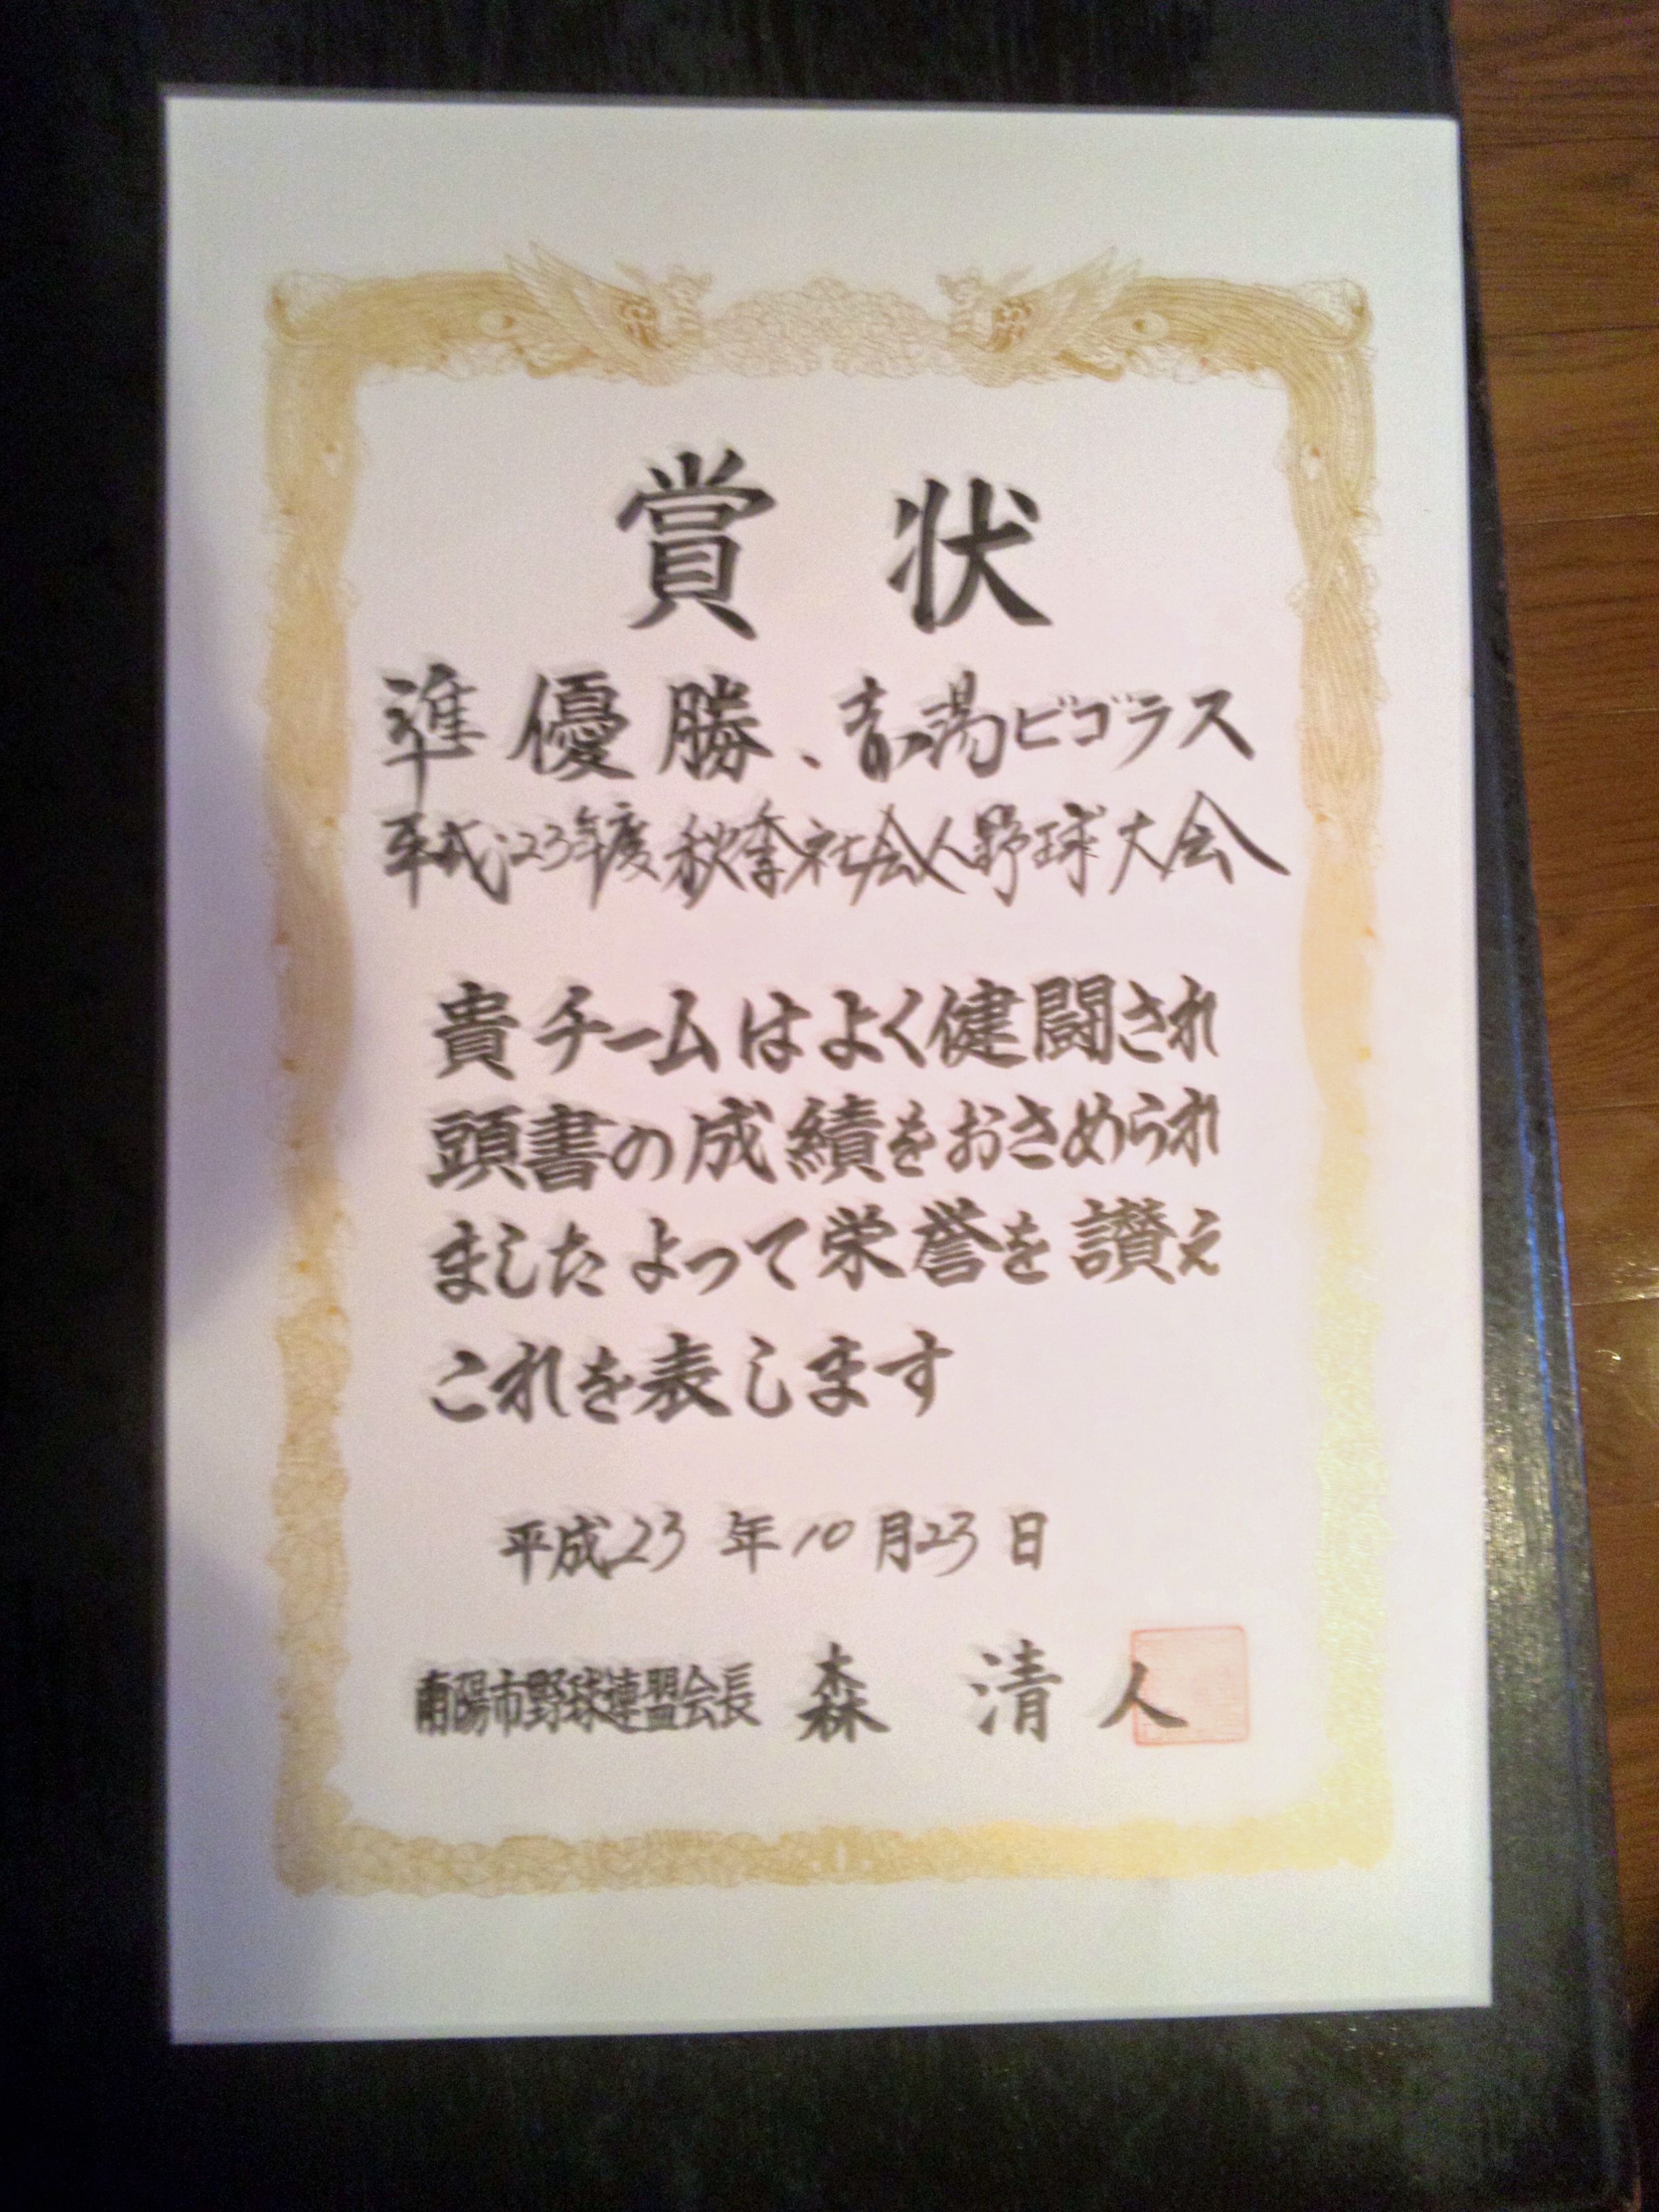 賞状
準優勝、赤湯ビゴラス
平成23年度秋季社会人野球大会
貴チームはよく健闘され
頭書の成績をおさめられ
ましたよって栄誉を讃え
これを表します
平成23年10月23日
南陽市野球連盟会長 森 清人